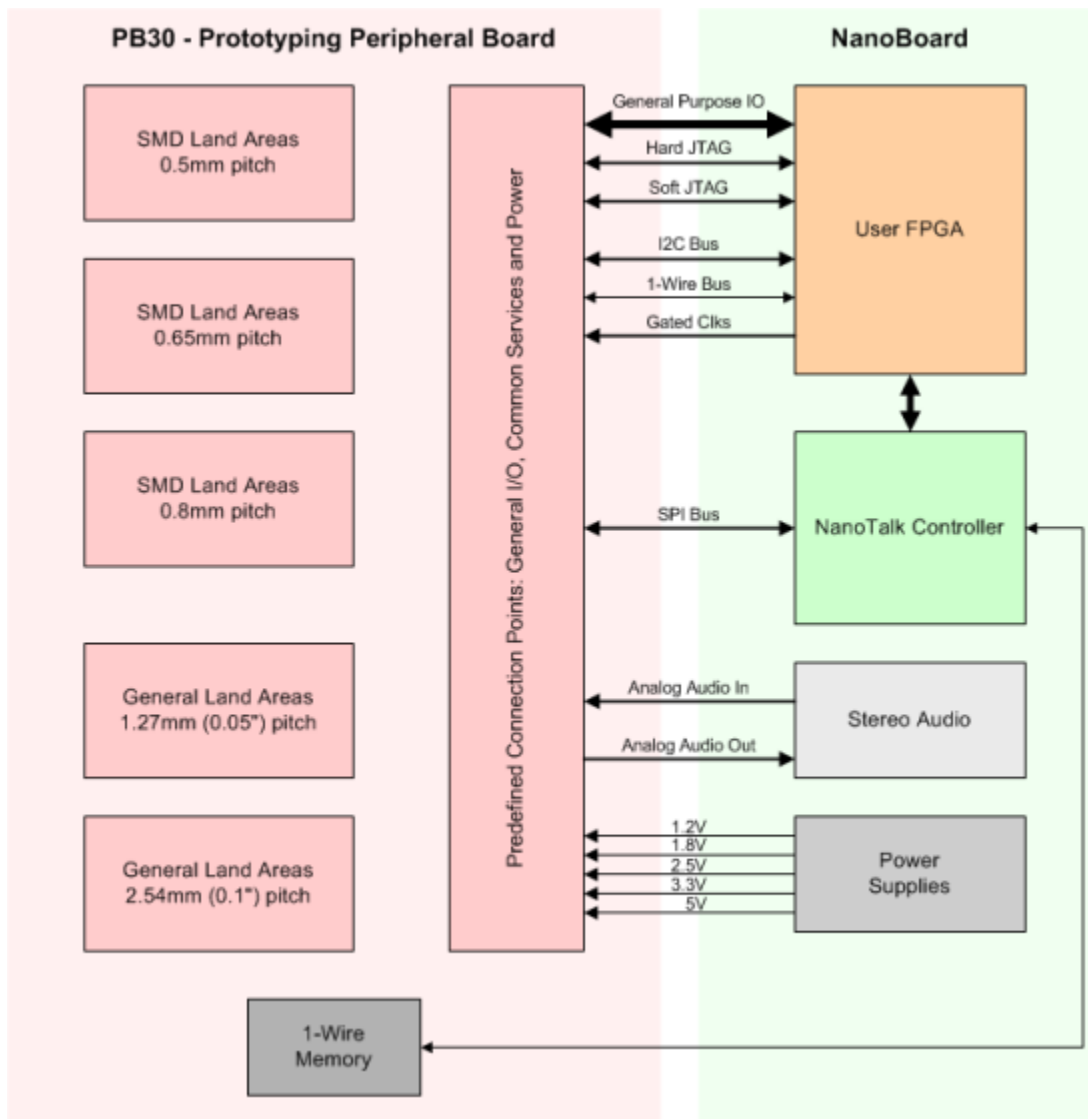 PB30 - Prototyping Peripheral Board
NanoBoard
SMD Land Areas
0.5mm pitch
SMD Land Areas
0.65mm pitch
SMD Land Areas
0.8mm pitch
General Land Areas
1.27mm (0.05") pitch
General Land Areas
2.54mm (0.1") pitch
1-Wire
Memory
Predefined Connection Points: General I/O, Common Services and Power
General Purpose IO
Hard JTAG
Soft JTAG
I2C Bus
1-Wire Bus
Gated Clks
SPI Bus
Analog Audio In
Analog Audio Out
1.2V
1.8V
2.5V
3.3V
5V
User FPGA
NanoTalk Controller
Stereo Audio
Power
Supplies